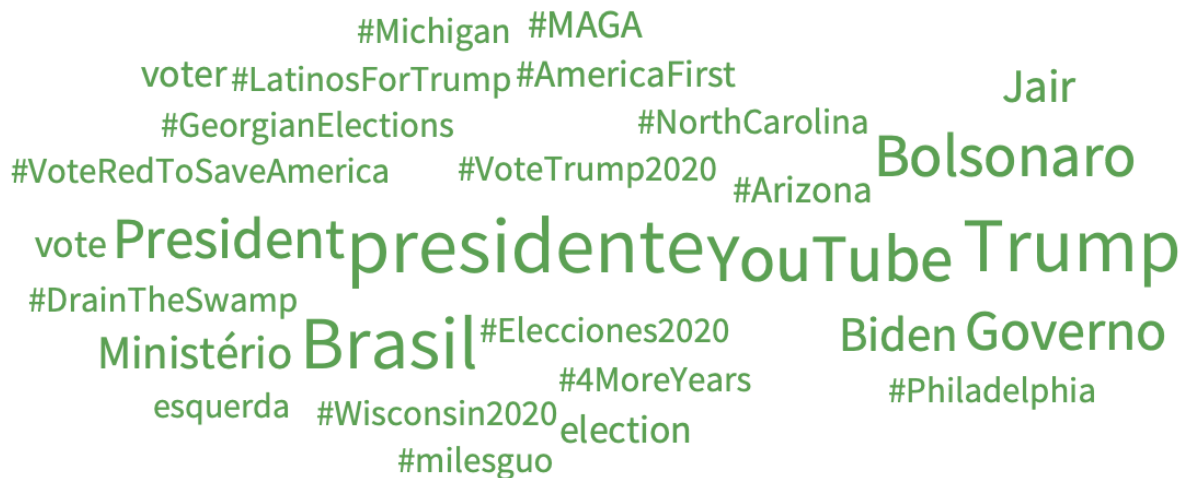 #Michigan #MAGA
voter #LatinosForTrump #AmericaFirst
Jair
#GeorgianElections #NorthCarolina
Bolsonaro
#VoteRedToSaveAmerica #VoteTrump2020
#Arizona
vote President presidente YouTube Trump
#DrainTheSwamp
Ministério Brasil #Elecciones2020 Biden Governo
#4MoreYears #Philadelphia
esquerda #Wisconsin2020 election
#milesguo